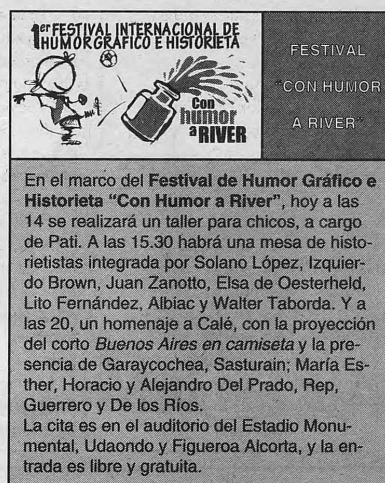 1er FESTIVAL INTERNACIONAL DE
HUMOR GRAFICO E HISTORIETA
Con
humor
a RIVER
FESTIVAL
"CON HUMOR
A RIVER"
En el marco del Festival de Humor Gráfico e
Historieta "Con Humor a River", hoy a las
14 se realizará un taller para chicos, a cargo
de Pati. A las 15.30 habrá una mesa de histo-
rietistas integrada por Solano López, Izquier-
do Brown, Juan Zanotto, Elsa de Oesterheld,
Lito Fernández, Albiac y Walter Taborda. Y a
las 20, un homenaje a Calé, con la proyección
del corto Buenos Aires en camiseta y la pre-
sencia de Garaycochea, Sasturain; María Es-
ther, Horacio y Alejandro Del Prado, Rep,
Guerrero y De los Ríos.
La cita es en el auditorio del Estadio Monu-
mental, Udaondo y Figueroa Alcorta, y la en-
trada es libre y gratuita.